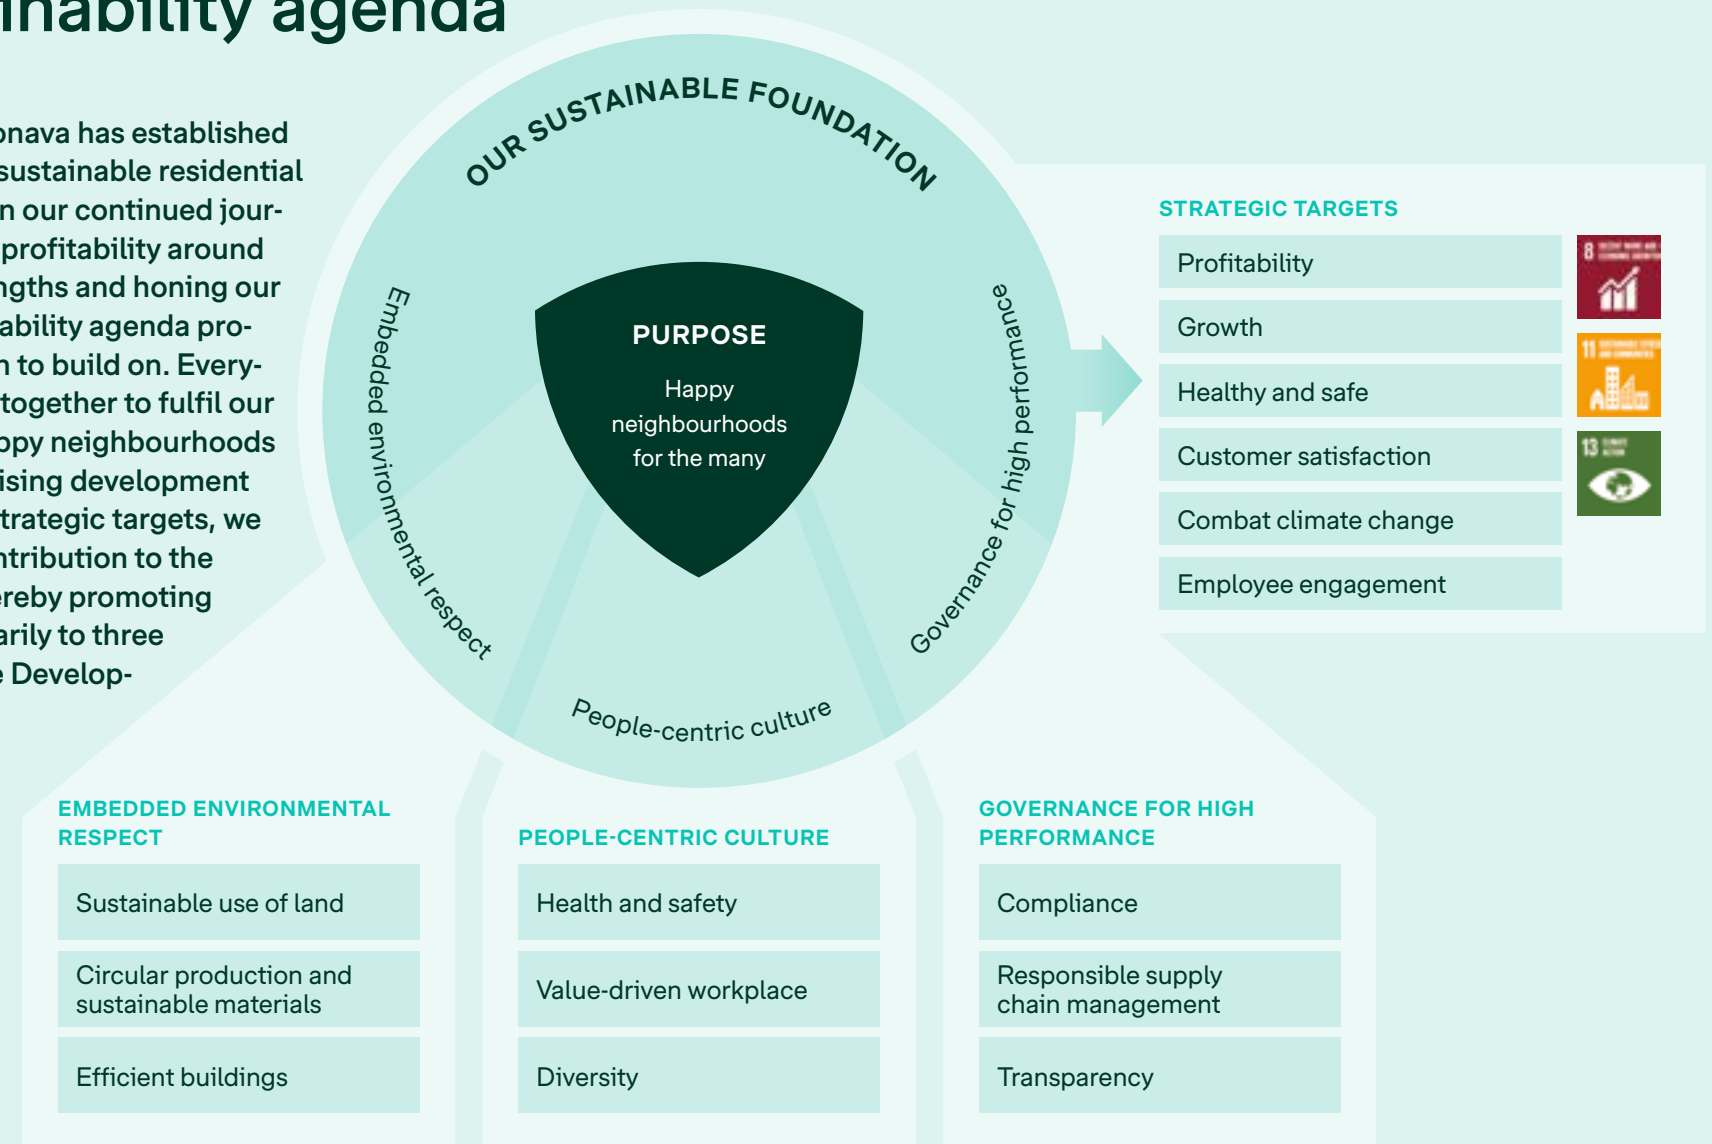 inability agenda
onava has established
sustainable residential
n our continued jour-
profitability around
ngths and honing our
ability agenda pro-
n to build on. Every-
together to fulfil our
ppy neighbourhoods
ising development
trategic targets, we
ntribution to the
ereby promoting
arily to three
e Develop-
OUR SUSTAINABLE FOUNDATION
Embedded environmental respect
People-centric culture
Governance for high performance
PURPOSE
Happy
neighbourhoods
for the many
STRATEGIC TARGETS
Profitability
Growth
Healthy and safe
Customer satisfaction
Combat climate change
Employee engagement
8
11
13 CLIMATE
ACTION
EMBEDDED ENVIRONMENTAL
RESPECT
Sustainable use of land
Circular production and
sustainable materials
Efficient buildings
PEOPLE-CENTRIC CULTURE
Health and safety
Value-driven workplace
Diversity
GOVERNANCE FOR HIGH
PERFORMANCE
Compliance
Responsible supply
chain management
Transparency